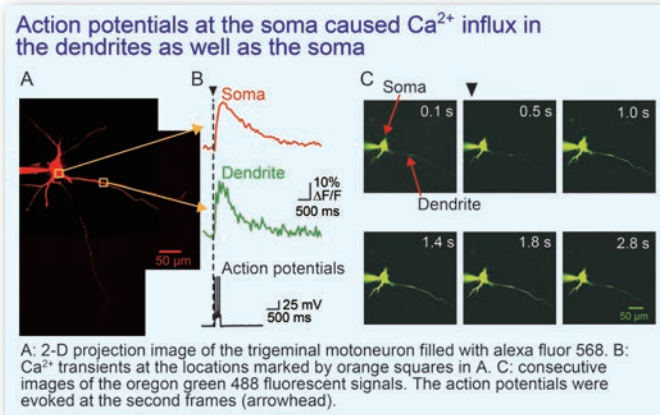 Action potentials at the soma caused Ca²⁺ influx in
the dendrites as well as the soma
A
50 µm
B
Soma
Dendrite
10%
ΔF/F
500 ms
Action potentials
25 mV
500 ms
C
Soma
0.1 s
0.5 s
1.0 s
Dendrite
1.4 s
1.8 s
2.8 s
50 µm
A: 2-D projection image of the trigeminal motoneuron filled with alexa fluor 568. B:
Ca²⁺ transients at the locations marked by orange squares in A. C: consecutive
images of the oregon green 488 fluorescent signals. The action potentials were
evoked at the second frames (arrowhead).